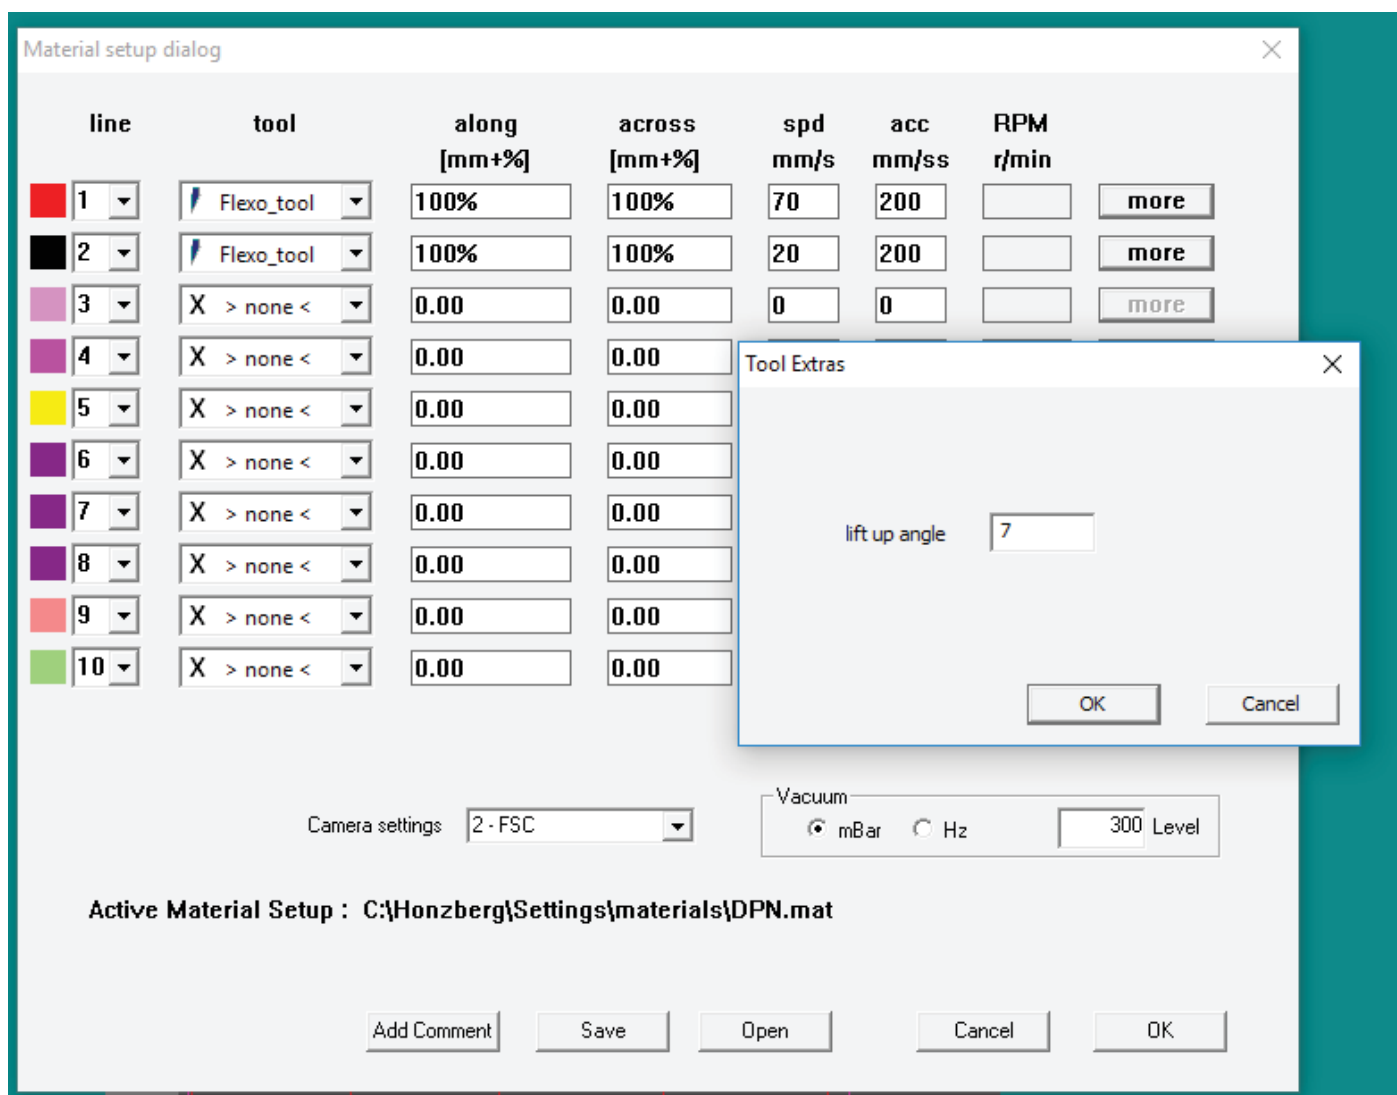 Material setup dialog
line tool along across spd acc RPM
[mm+%] [mm+%] mm/s mm/ss r/min
1 Flexo_tool 100% 100% 70 200 more
2 Flexo_tool 100% 100% 20 200 more
3 X > none < 0.00 0.00 0 0 more
4 X > none < 0.00 0.00
Tool Extras
5 X > none < 0.00 0.00
6 X > none < 0.00 0.00
7 X > none < 0.00 0.00
lift up angle 7
8 X > none < 0.00 0.00
9 X > none < 0.00 0.00
10 X > none < 0.00 0.00
OK Cancel
Camera settings 2 - FSC
Vacuum
mBar Hz 300 Level
Active Material Setup : C:\Honzberg\Settings\materials\DPN.mat
Add Comment Save Open Cancel OK